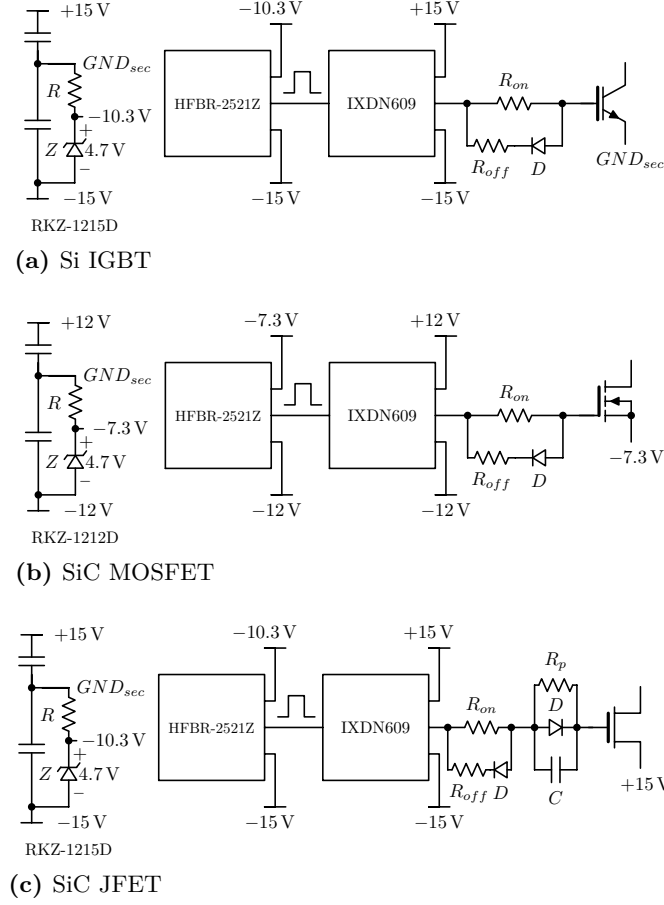 +15 V
GND_sec
R
−10.3 V
+
Z
4.7 V
−
−15 V
RKZ-1215D
−10.3 V
HFBR-2521Z
−15 V
+15 V
IXDN609
−15 V
R_on
R_off
D
GND_sec
(a) Si IGBT
+12 V
GND_sec
R
−7.3 V
+
Z
4.7 V
−
−12 V
RKZ-1212D
−7.3 V
HFBR-2521Z
−12 V
+12 V
IXDN609
−12 V
R_on
R_off
D
−7.3 V
(b) SiC MOSFET
+15 V
GND_sec
R
−10.3 V
+
Z
4.7 V
−
−15 V
RKZ-1215D
−10.3 V
HFBR-2521Z
−15 V
+15 V
IXDN609
−15 V
R_on
R_off
D
R_p
D
C
+15 V
(c) SiC JFET